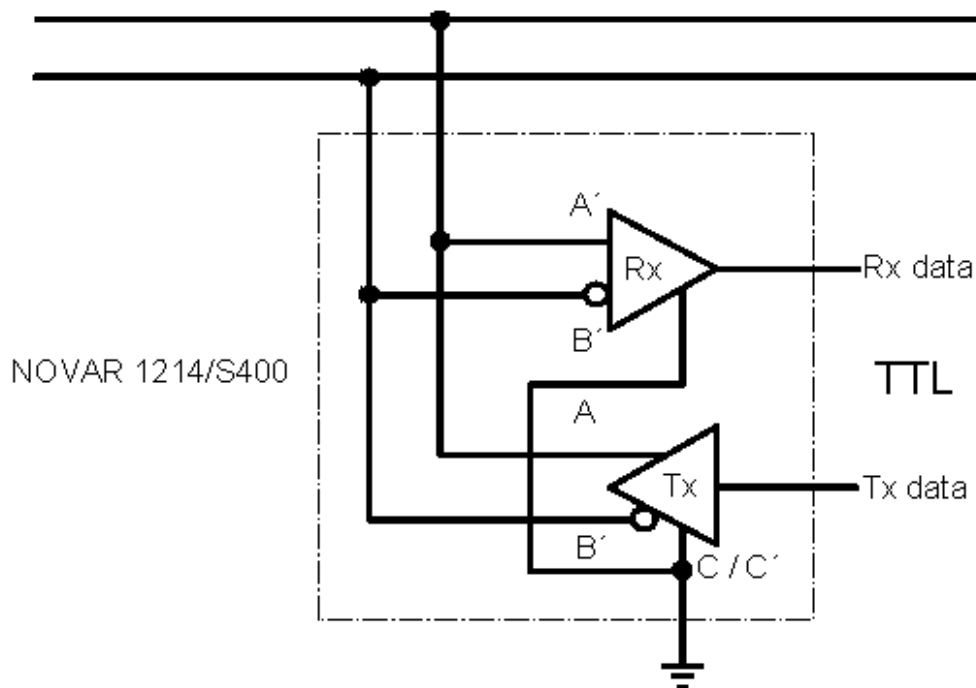 A´
Rx
Rx data
B´
NOVAR 1214/S400
TTL
A
Tx
Tx data
B´
C / C´